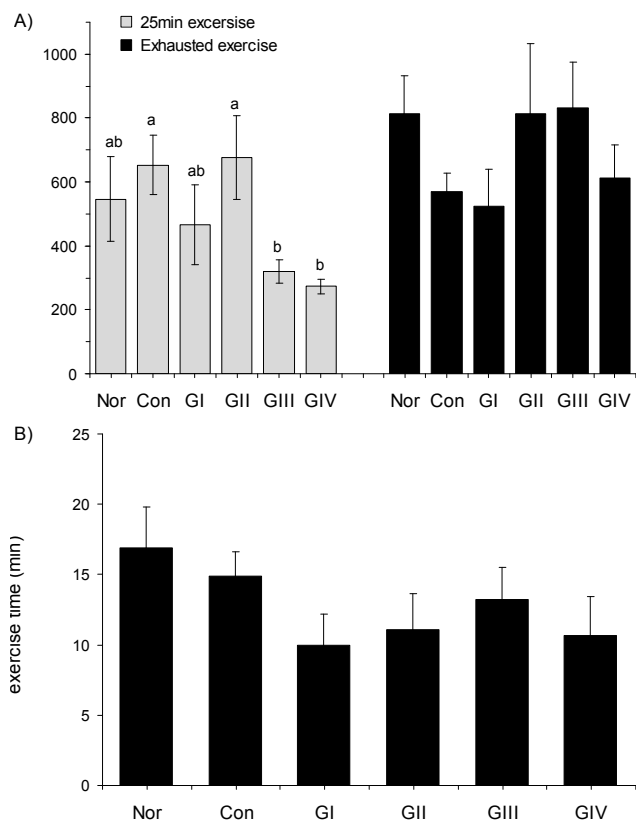 A)
25min excersise
Exhausted exercise
1000
800
600
400
200
0
ab
a
ab
a
b
b
Nor Con GI GII GIII GIV
Nor Con GI GII GIII GIV
B)
25
20
15
10
5
0
exercise time (min)
Nor Con GI GII GIII GIV